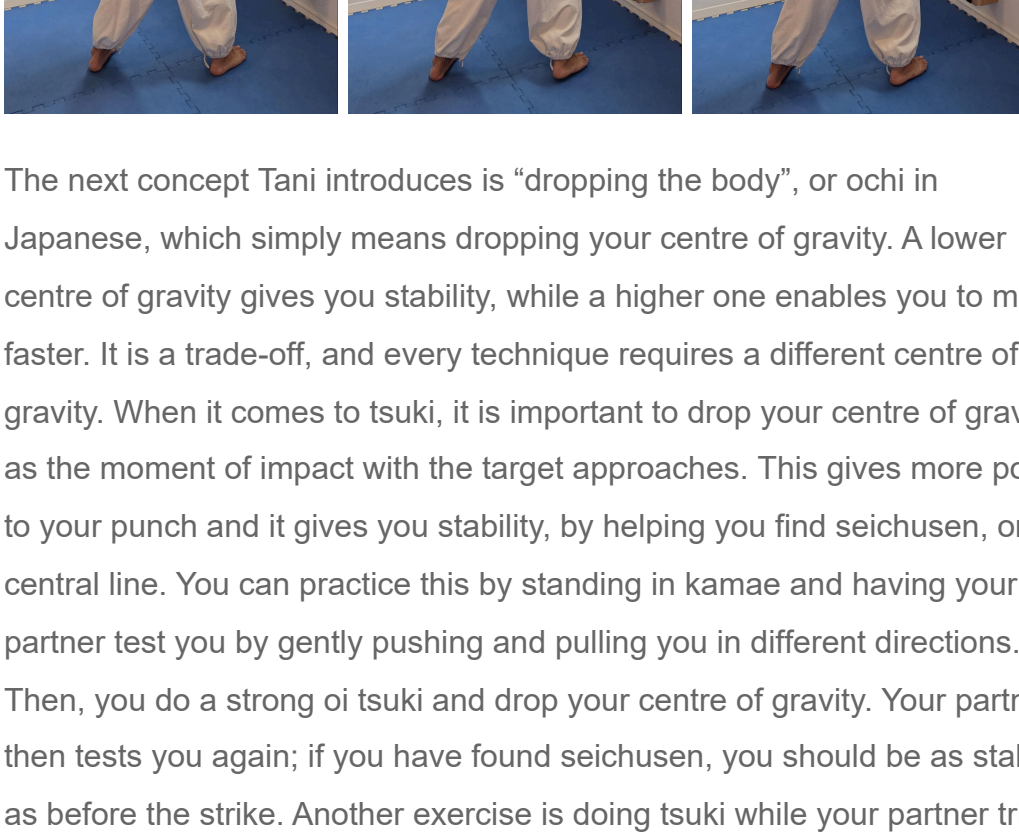 The next concept Tani introduces is “dropping the body”, or ochi in
Japanese, which simply means dropping your centre of gravity. A lower
centre of gravity gives you stability, while a higher one enables you to
faster. It is a trade-off, and every technique requires a different centre of
gravity. When it comes to tsuki, it is important to drop your centre of
as the moment of impact with the target approaches. This gives more
to your punch and it gives you stability, by helping you find seichusen,
central line. You can practice this by standing in kamae and having your
partner test you by gently pushing and pulling you in different directions.
Then, you do a strong oi tsuki and drop your centre of gravity. Your
then tests you again; if you have found seichusen, you should be as
as before the strike. Another exercise is doing tsuki while your partner